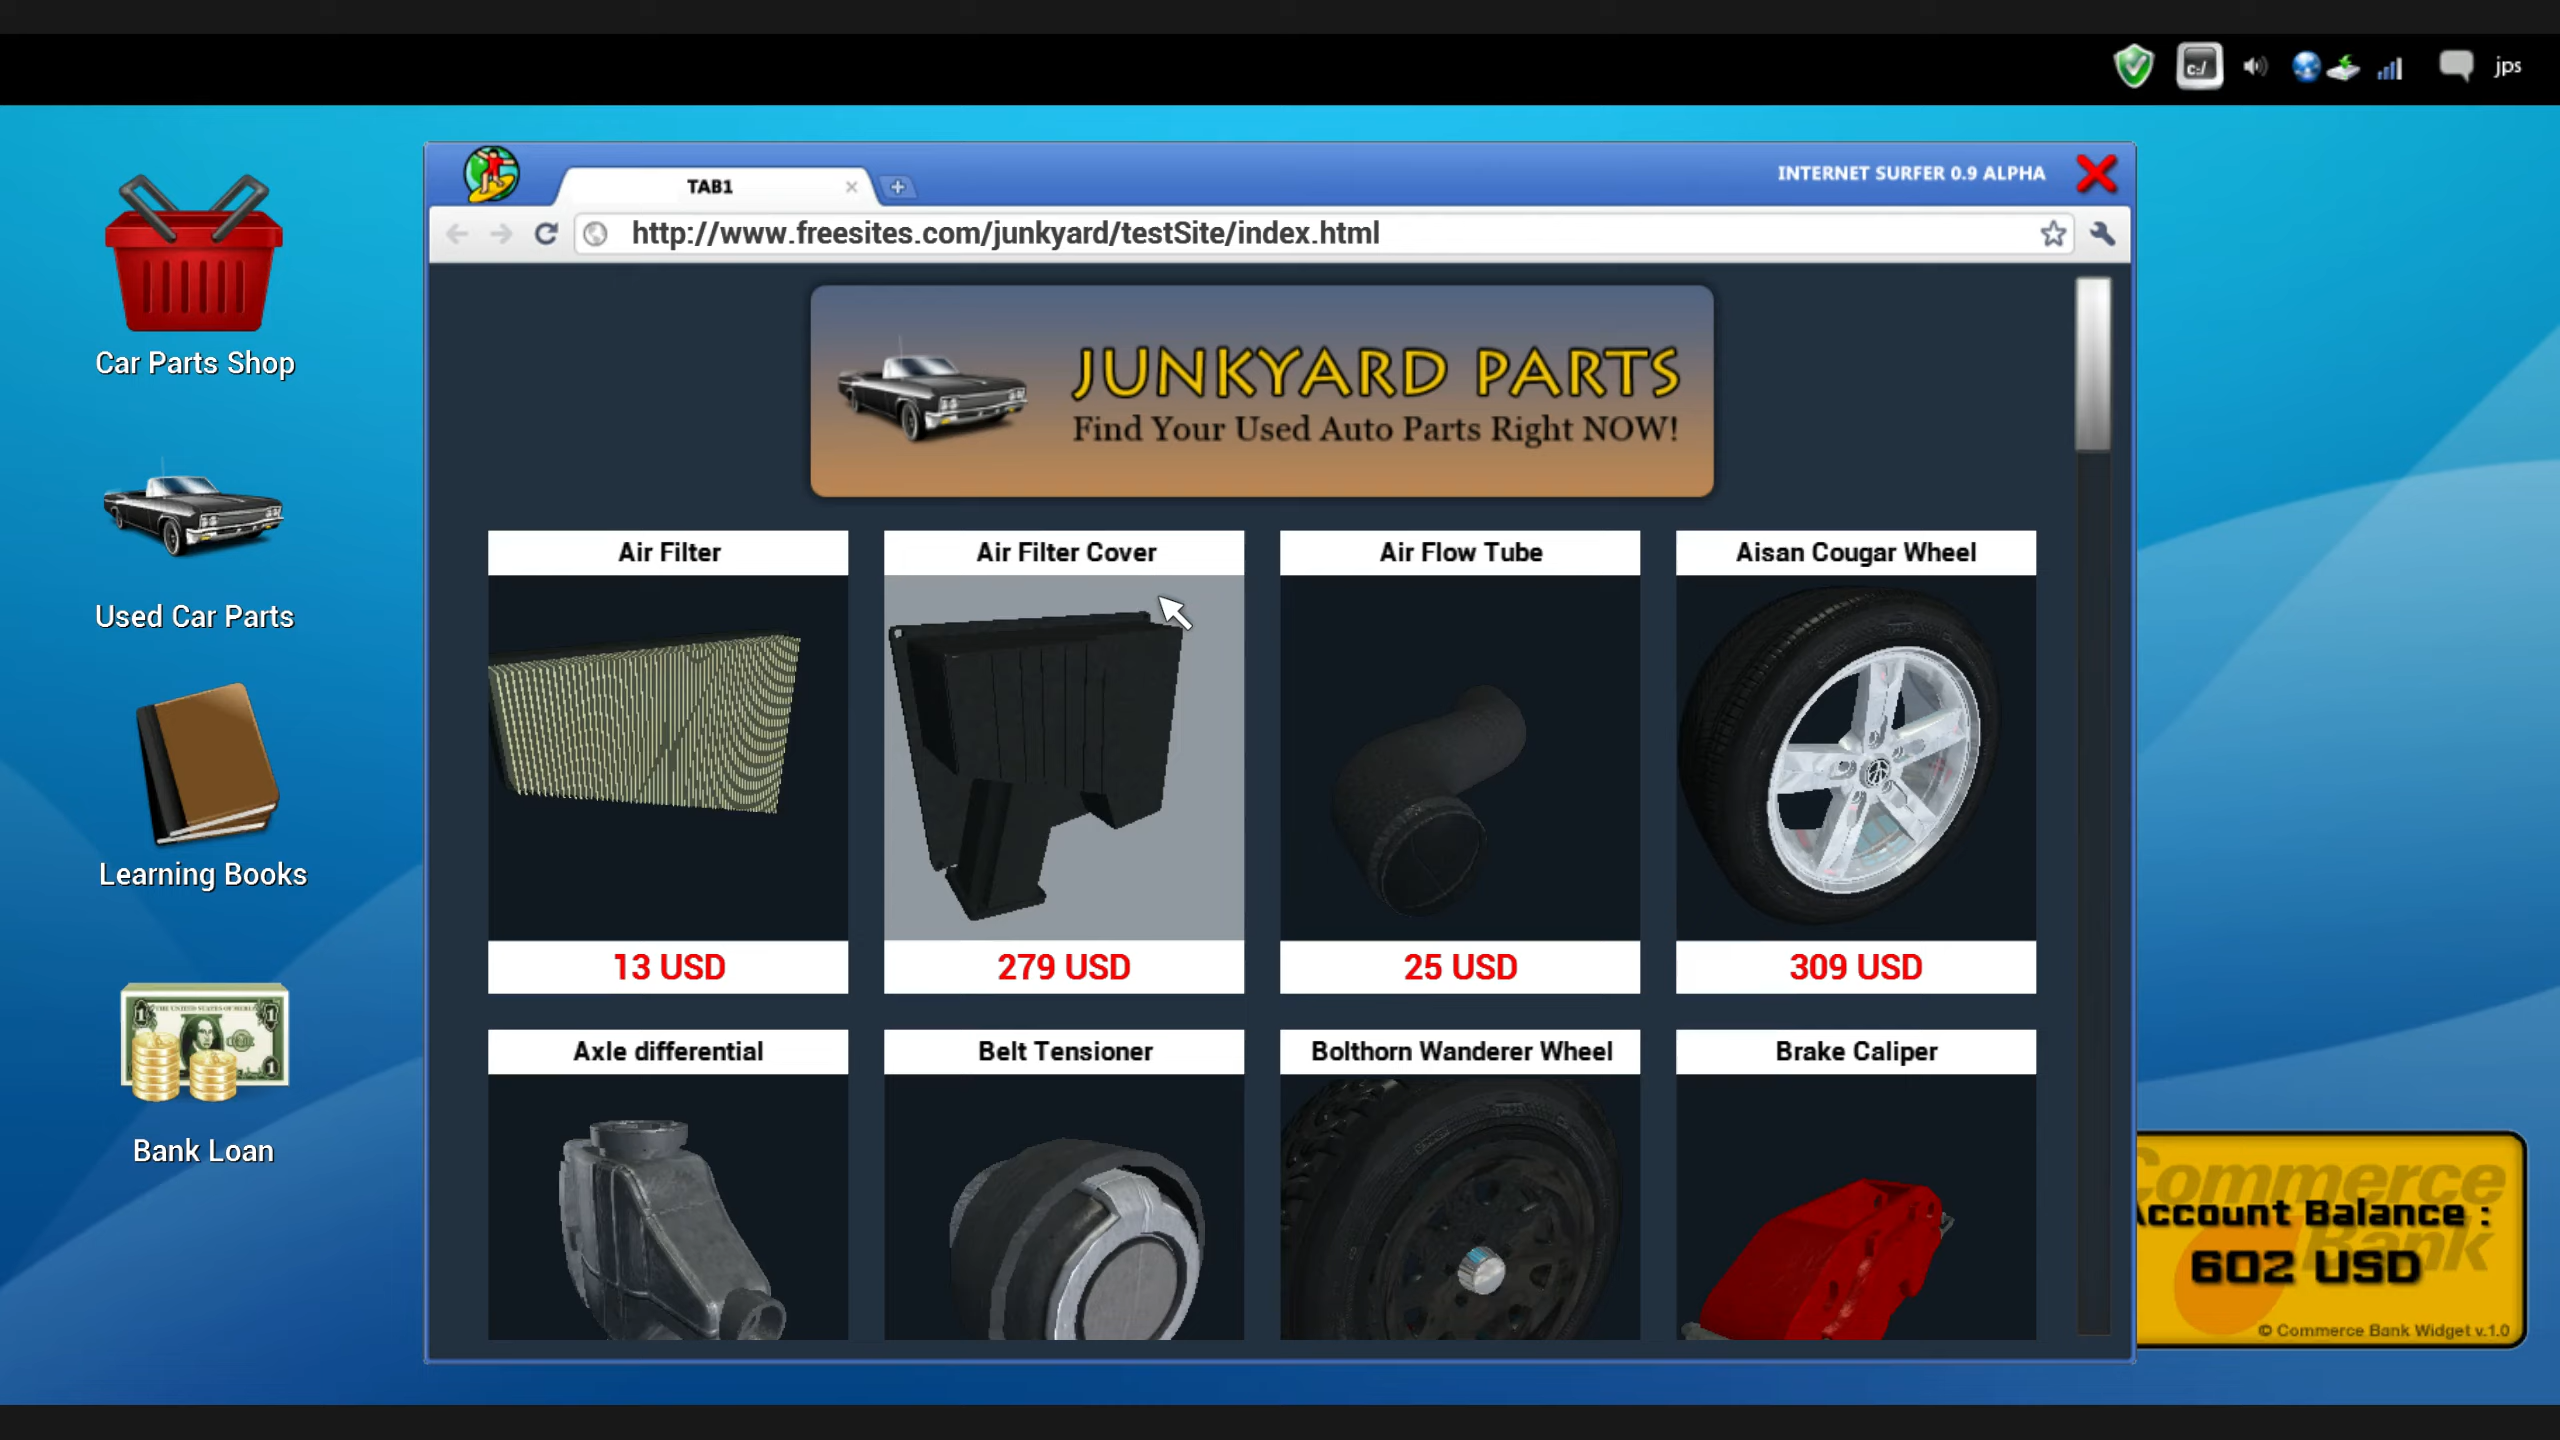 c:/
jps
TAB1
INTERNET SURFER 0.9 ALPHA
http://www.freesites.com/junkyard/testSite/index.html
Car Parts Shop
Used Car Parts
Learning Books
Bank Loan
JUNKYARD PARTS
Find Your Used Auto Parts Right NOW!
Air Filter
Air Filter Cover
Air Flow Tube
Aisan Cougar Wheel
13 USD
279 USD
25 USD
309 USD
Axle differential
Belt Tensioner
Bolthorn Wanderer Wheel
Brake Caliper
Commerce
Bank
Account Balance :
602 USD
© Commerce Bank Widget v.1.0